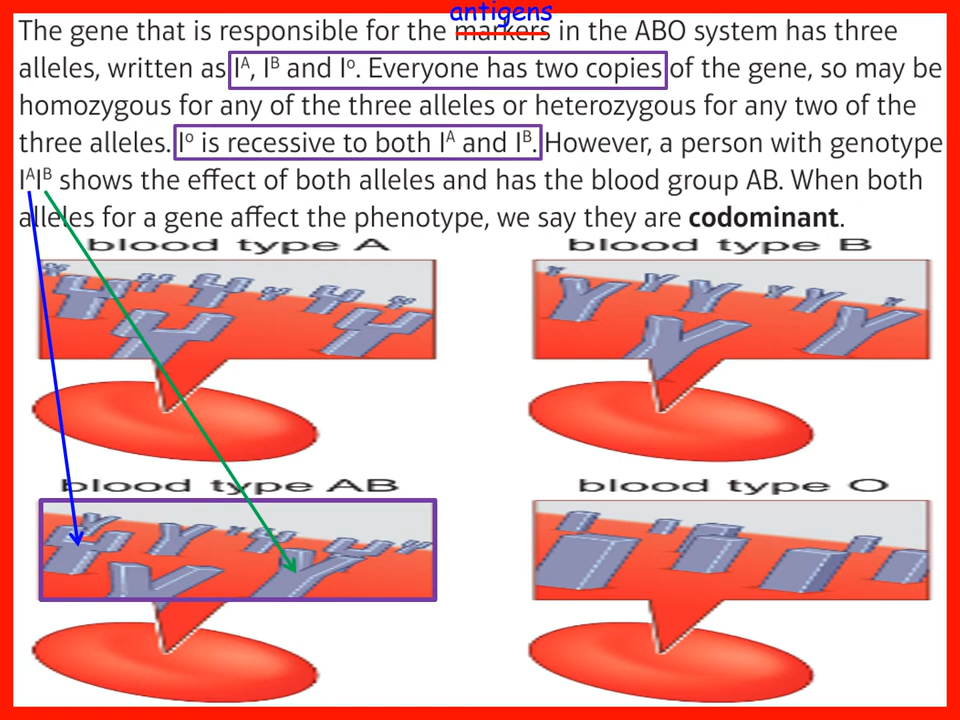 antigens
The gene that is responsible for the markers in the ABO system has three
alleles, written as Iᴬ, Iᴮ and Iᵒ. Everyone has two copies of the gene, so may be
homozygous for any of the three alleles or heterozygous for any two of the
three alleles. Iᵒ is recessive to both Iᴬ and Iᴮ. However, a person with genotype
IᴬIᴮ shows the effect of both alleles and has the blood group AB. When both
alleles for a gene affect the phenotype, we say they are codominant.
blood type A
blood type B
blood type AB
blood type O